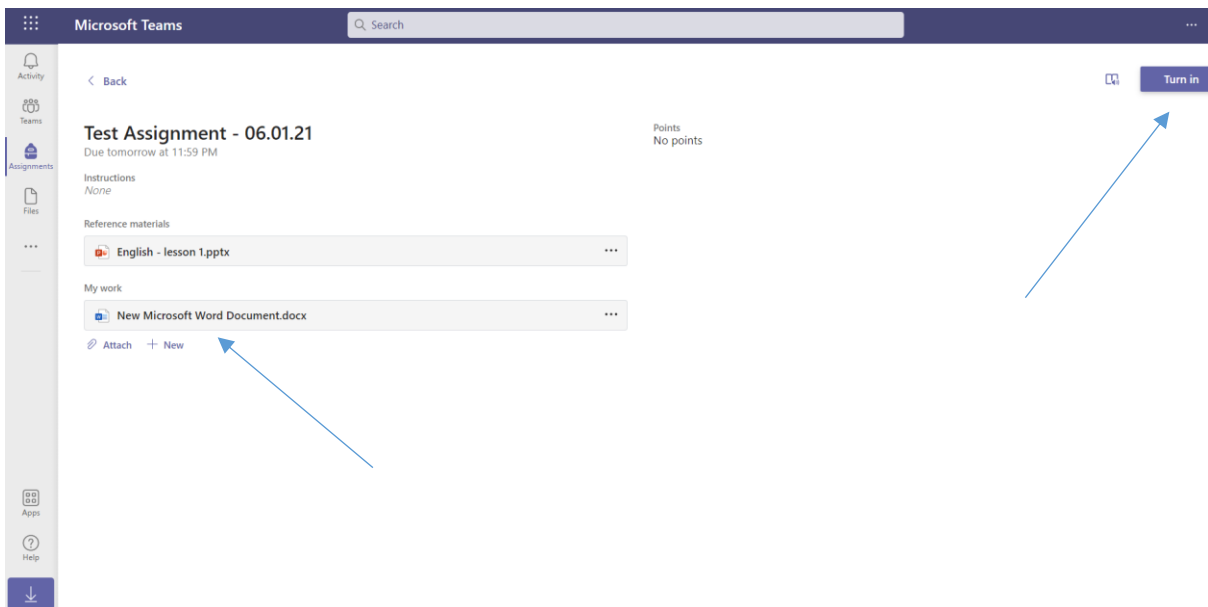 Microsoft Teams
Search
Activity
Teams
Assignments
Files
Apps
Help
Back
Turn in
Test Assignment - 06.01.21
Due tomorrow at 11:59 PM
Points
No points
Instructions
None
Reference materials
English - lesson 1.pptx
My work
New Microsoft Word Document.docx
Attach
New